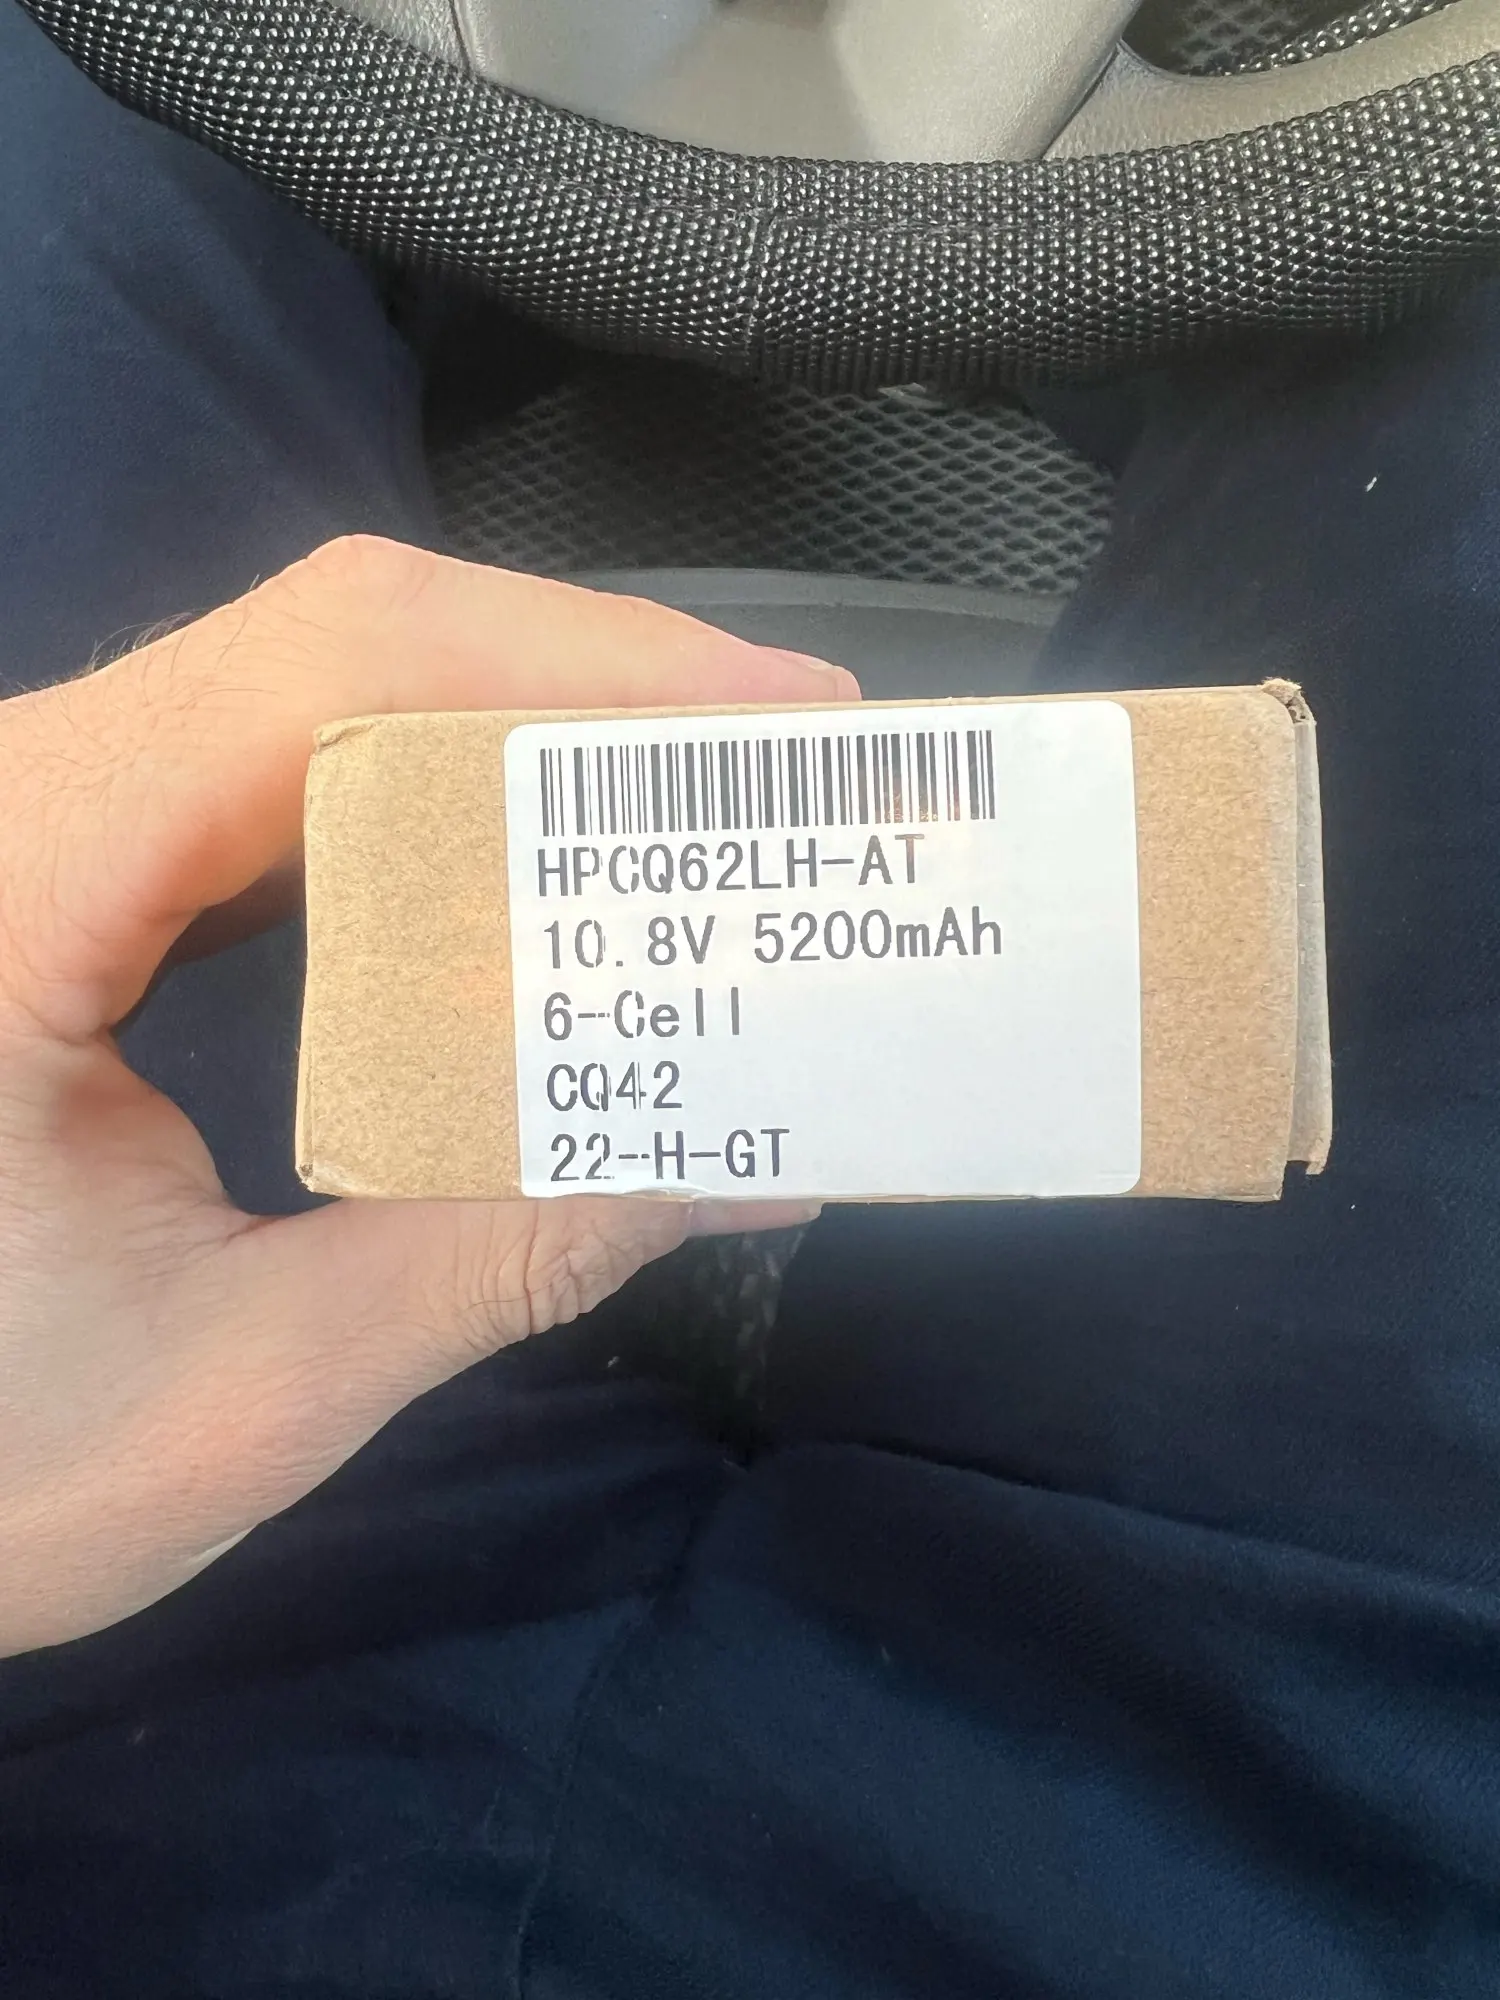 HPCQ62LH-AT
10.8V 5200mAh
6-Cell
CQ42
22-H-GT